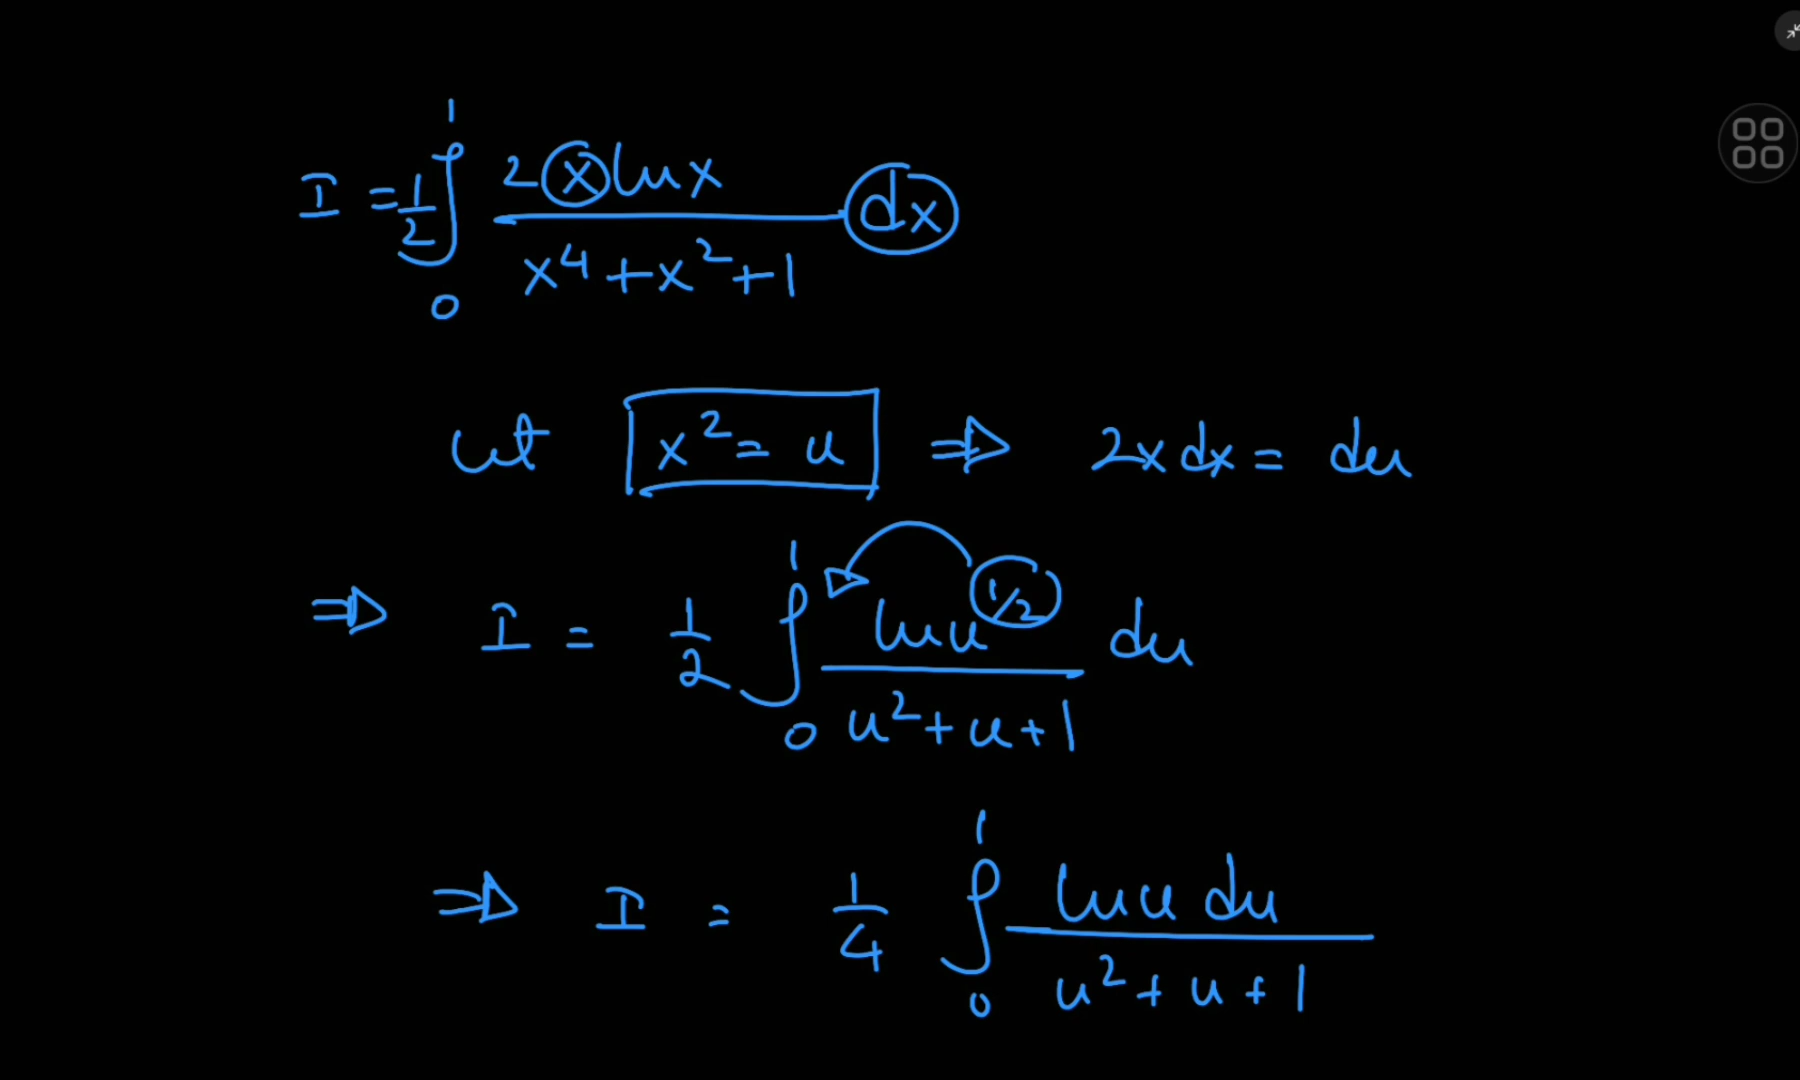 I = 1/2 ∫₀¹ 2x ln x / (x⁴ + x² + 1) dx
let x² = u ⇒ 2x dx = du
⇒ I = 1/2 ∫₀¹ ln u^(1/2) / (u² + u + 1) du
⇒ I = 1/4 ∫₀¹ ln u du / (u² + u + 1)